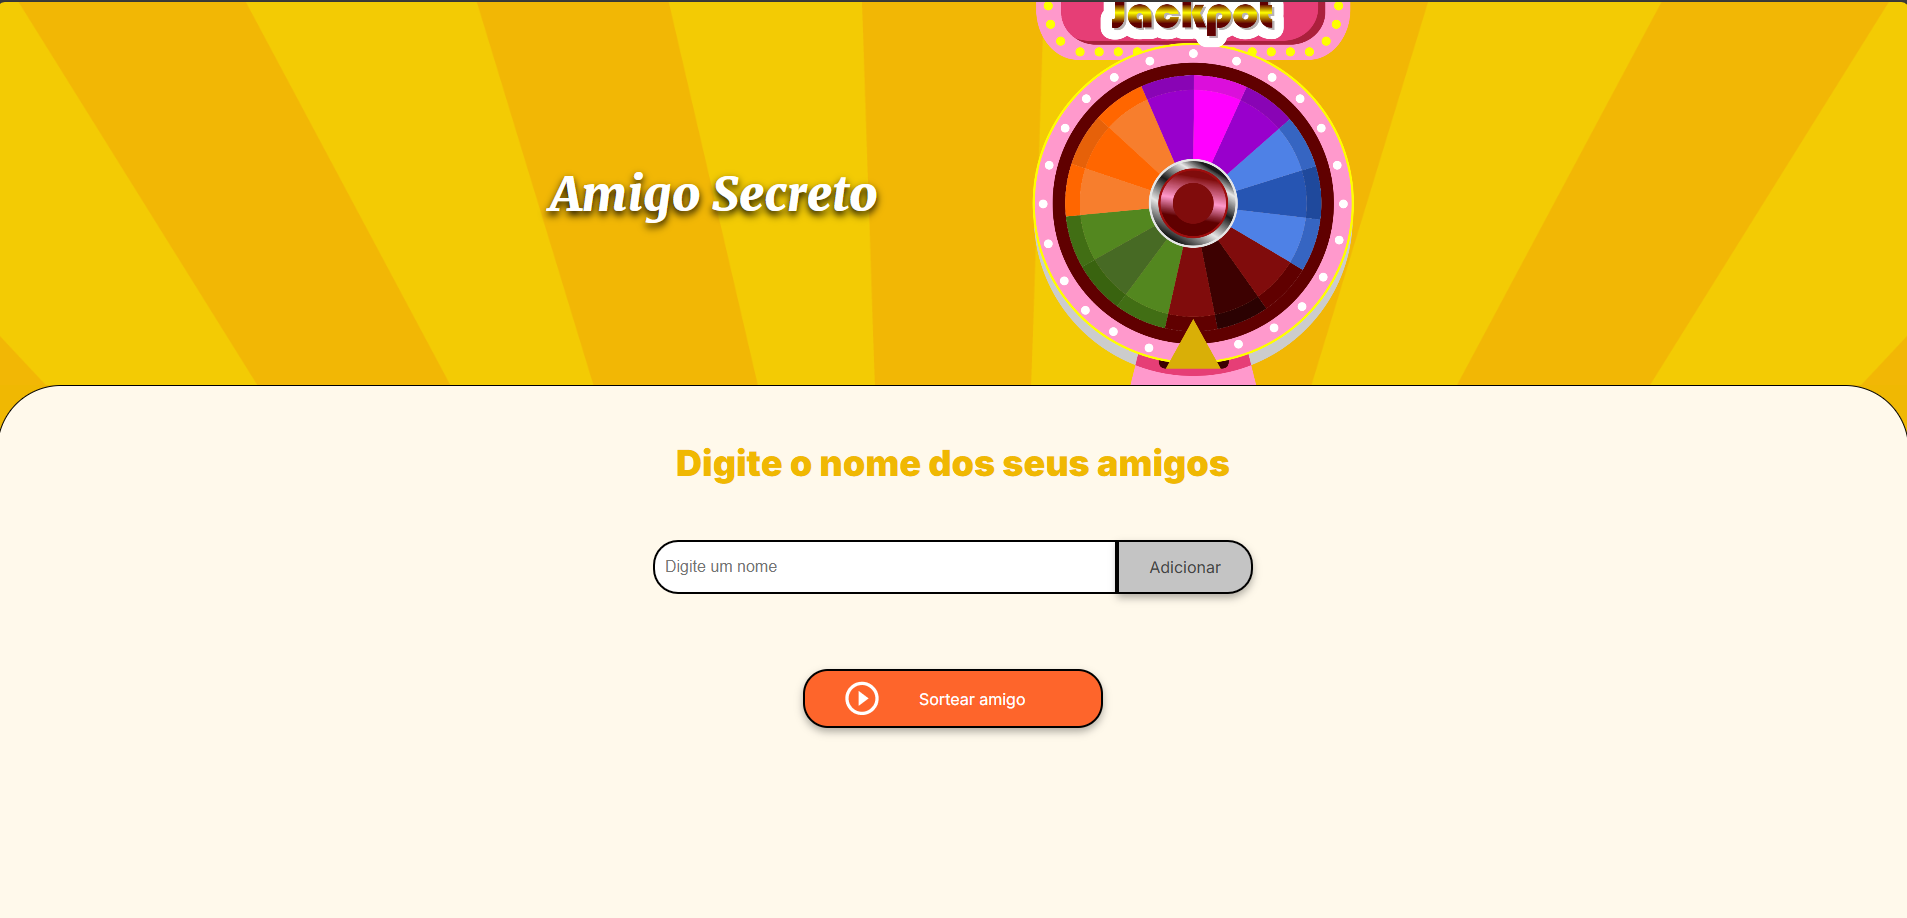 Jackpot
Amigo Secreto
Digite o nome dos seus amigos
Digite um nome
Adicionar
Sortear amigo